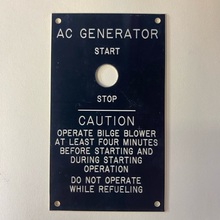 AC GENERATOR
START
STOP
CAUTION
OPERATE BILGE BLOWER
AT LEAST FOUR MINUTES
BEFORE STARTING AND
DURING STARTING
OPERATION
DO NOT OPERATE
WHILE REFUELING